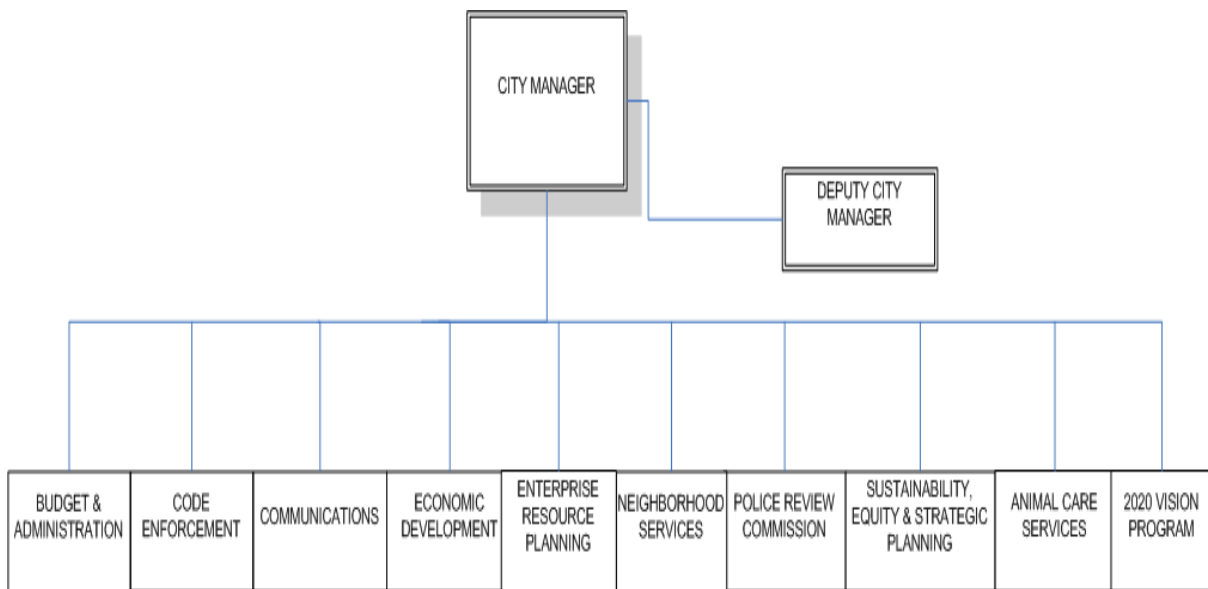 CITY MANAGER
DEPUTY CITY
MANAGER
BUDGET &
ADMINISTRATION
CODE
ENFORCEMENT
COMMUNICATIONS
ECONOMIC
DEVELOPMENT
ENTERPRISE
RESOURCE
PLANNING
NEIGHBORHOOD
SERVICES
POLICE REVIEW
COMMISSION
SUSTAINABILITY,
EQUITY & STRATEGIC
PLANNING
ANIMAL CARE
SERVICES
2020 VISION
PROGRAM